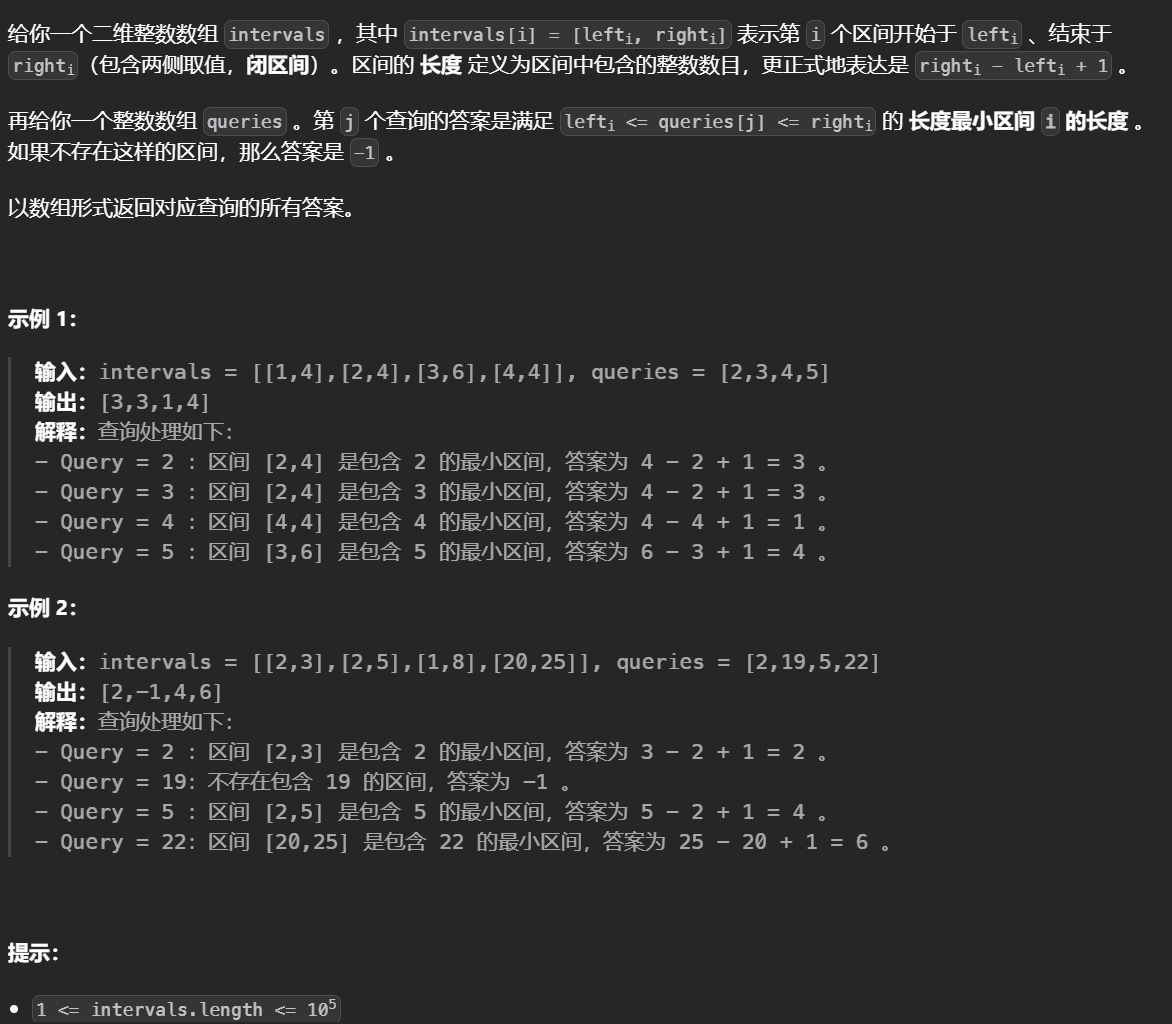 给你一个二维整数数组 intervals ，其中 intervals[i] = [lefti, righti] 表示第 i 个区间开始于 lefti 、结束于
righti（包含两侧取值，闭区间）。区间的 长度 定义为区间中包含的整数数目，更正式地表达是 righti - lefti + 1 。
再给你一个整数数组 queries 。第 j 个查询的答案是满足 lefti <= queries[j] <= righti 的 长度最小区间 i 的长度 。
如果不存在这样的区间，那么答案是 -1 。
以数组形式返回对应查询的所有答案。
示例 1：
输入：intervals = [[1,4],[2,4],[3,6],[4,4]], queries = [2,3,4,5]
输出：[3,3,1,4]
解释：查询处理如下：
- Query = 2 ：区间 [2,4] 是包含 2 的最小区间，答案为 4 - 2 + 1 = 3 。
- Query = 3 ：区间 [2,4] 是包含 3 的最小区间，答案为 4 - 2 + 1 = 3 。
- Query = 4 ：区间 [4,4] 是包含 4 的最小区间，答案为 4 - 4 + 1 = 1 。
- Query = 5 ：区间 [3,6] 是包含 5 的最小区间，答案为 6 - 3 + 1 = 4 。
示例 2：
输入：intervals = [[2,3],[2,5],[1,8],[20,25]], queries = [2,19,5,22]
输出：[2,-1,4,6]
解释：查询处理如下：
- Query = 2 ：区间 [2,3] 是包含 2 的最小区间，答案为 3 - 2 + 1 = 2 。
- Query = 19：不存在包含 19 的区间，答案为 -1 。
- Query = 5 ：区间 [2,5] 是包含 5 的最小区间，答案为 5 - 2 + 1 = 4 。
- Query = 22：区间 [20,25] 是包含 22 的最小区间，答案为 25 - 20 + 1 = 6 。
提示：
• 1 <= intervals.length <= 10⁵